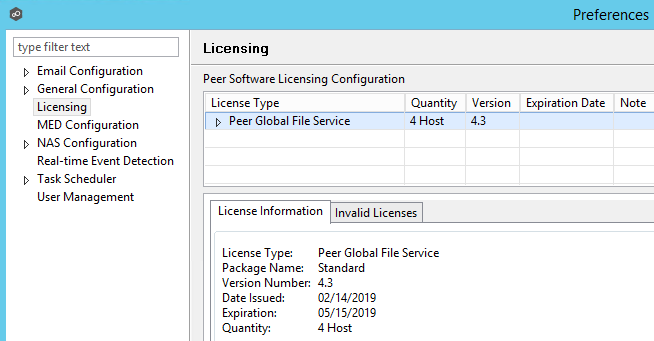 Preferences
type filter text
Email Configuration
General Configuration
Licensing
MED Configuration
NAS Configuration
Real-time Event Detection
Task Scheduler
User Management
Licensing
Peer Software Licensing Configuration
License Type Quantity Version Expiration Date Note
Peer Global File Service 4 Host 4.3
License Information Invalid Licenses
License Type: Peer Global File Service
Package Name: Standard
Version Number: 4.3
Date Issued: 02/14/2019
Expiration: 05/15/2019
Quantity: 4 Host